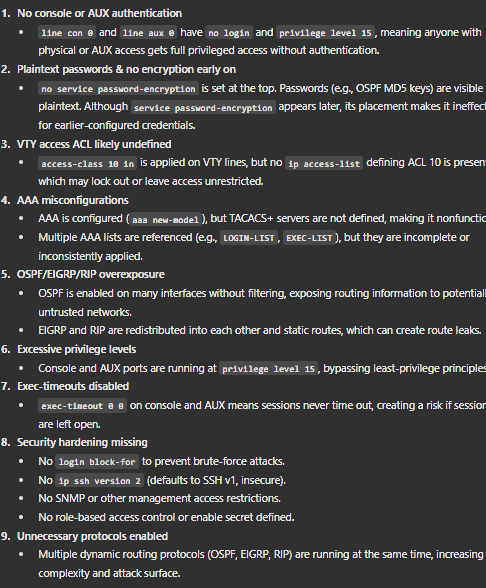 1. No console or AUX authentication
• line con 0 and line aux 0 have no login and privilege level 15, meaning anyone with
physical or AUX access gets full privileged access without authentication.
2. Plaintext passwords & no encryption early on
• no service password-encryption is set at the top. Passwords (e.g., OSPF MD5 keys) are visible
plaintext. Although service password-encryption appears later, its placement makes it ineffect
for earlier-configured credentials.
3. VTY access ACL likely undefined
• access-class 10 in is applied on VTY lines, but no ip access-list defining ACL 10 is presen
which may lock out or leave access unrestricted.
4. AAA misconfigurations
• AAA is configured (aaa new-model), but TACACS+ servers are not defined, making it nonfunctio
• Multiple AAA lists are referenced (e.g., LOGIN-LIST, EXEC-LIST), but they are incomplete or
inconsistently applied.
5. OSPF/EIGRP/RIP overexposure
• OSPF is enabled on many interfaces without filtering, exposing routing information to potential
untrusted networks.
• EIGRP and RIP are redistributed into each other and static routes, which can create route leaks.
6. Excessive privilege levels
• Console and AUX ports are running at privilege level 15, bypassing least-privilege principles
7. Exec-timeouts disabled
• exec-timeout 0 0 on console and AUX means sessions never time out, creating a risk if session
are left open.
8. Security hardening missing
• No login block-for to prevent brute-force attacks.
• No ip ssh version 2 (defaults to SSH v1, insecure).
• No SNMP or other management access restrictions.
• No role-based access control or enable secret defined.
9. Unnecessary protocols enabled
• Multiple dynamic routing protocols (OSPF, EIGRP, RIP) are running at the same time, increasing
complexity and attack surface.